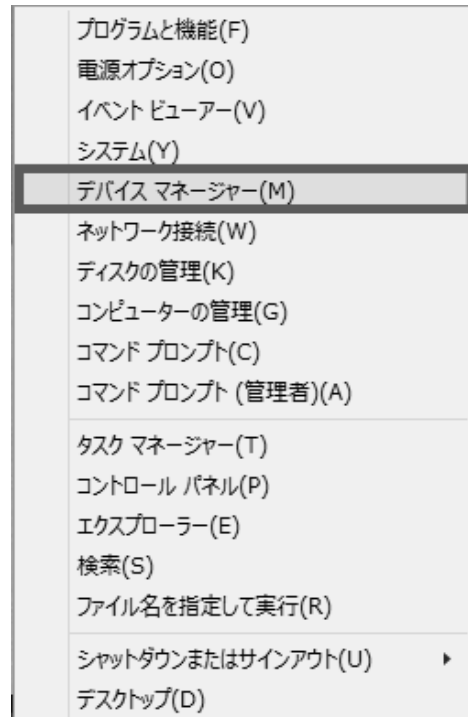 プログラムと機能(F)
電源オプション(O)
イベント ビューアー(V)
システム(Y)
デバイス マネージャー(M)
ネットワーク接続(W)
ディスクの管理(K)
コンピューターの管理(G)
コマンド プロンプト(C)
コマンド プロンプト (管理者)(A)
タスク マネージャー(T)
コントロール パネル(P)
エクスプローラー(E)
検索(S)
ファイル名を指定して実行(R)
シャットダウンまたはサインアウト(U)
デスクトップ(D)